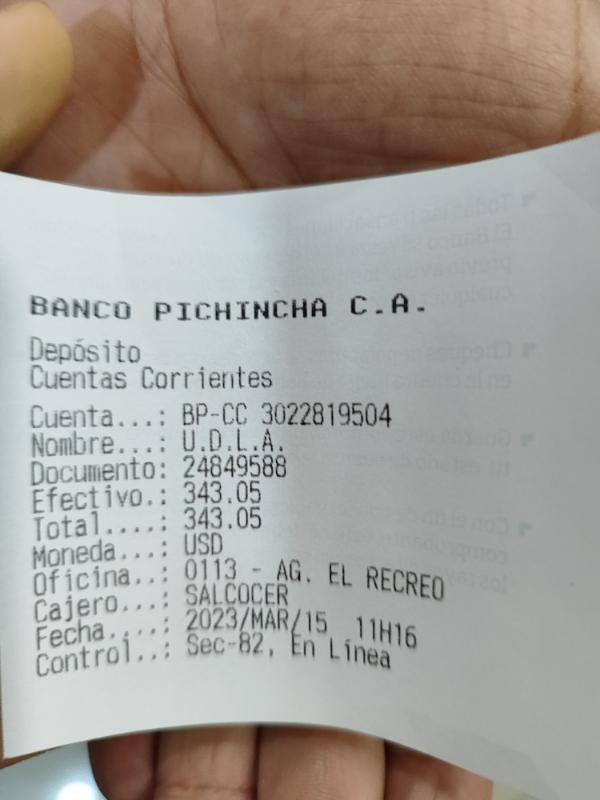 BANCO PICHINCHA C.A.
Depósito
Cuentas Corrientes
Cuenta...: BP-CC 3022819504
Nombre...: U.D.L.A.
Documento: 24849588
Efectivo.: 343.05
Total....: 343.05
Moneda...: USD
Oficina..: 0113 - AG. EL RECREO
Cajero...: SALCOCER
Fecha....: 2023/MAR/15 11H16
Control..: Sec-82, En Línea